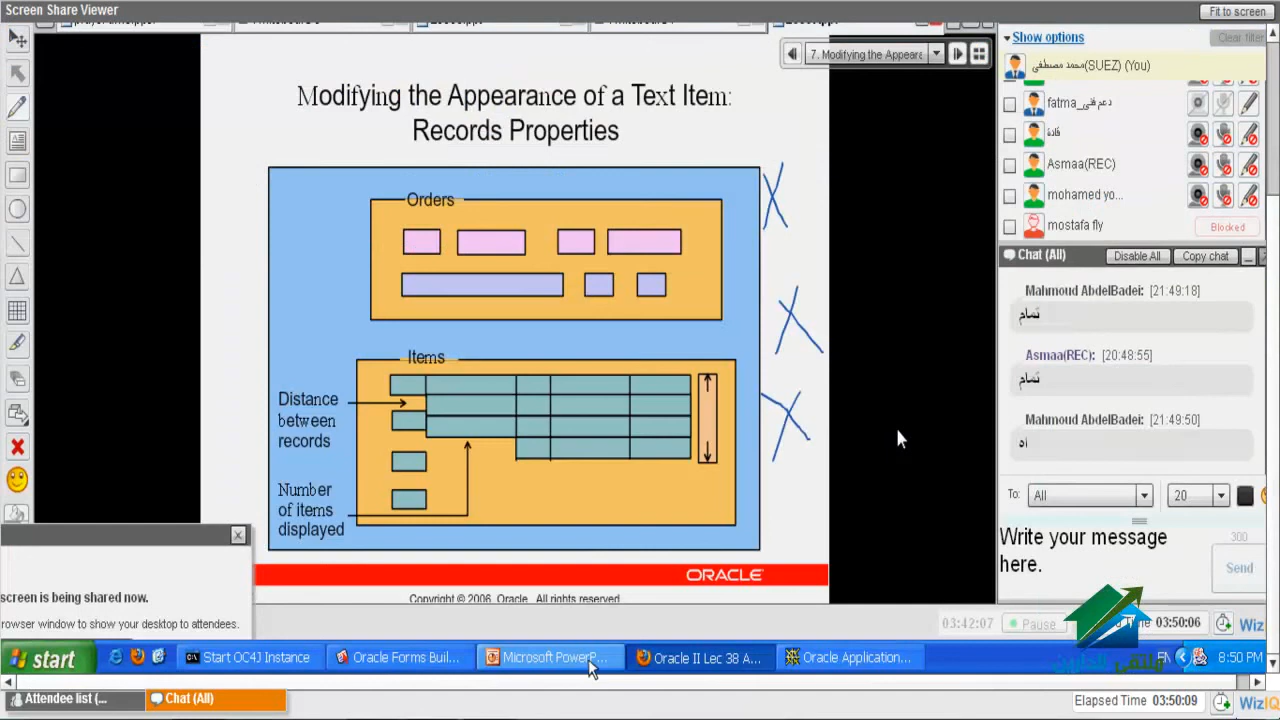 Screen Share Viewer
Fit to screen
7. Modifying the Appeara
Show options
Clear filter
محمد مصطفى(SUEZ) (You)
fatma_دعم فنى
Asmaa(REC)
mohamed yo...
mostafa fly
Blocked
Modifying the Appearance of a Text Item:
Records Properties
Orders
Items
Distance
between
records
Number
of items
displayed
ORACLE
Copyright © 2006, Oracle. All rights reserved
Chat (All)
Disable All
Copy chat
Mahmoud AbdelBadei: [21:49:18]
تمام
Asmaa(REC): [20:48:55]
تمام
Mahmoud AbdelBadei: [21:49:50]
اه
To:
All
20
Write your message
here.
300
Send
screen is being shared now.
rowser window to show your desktop to attendees.
03:42:07
Pause
Time
03:50:06
Wiz
start
Start OC4J Instance
Oracle Forms Buil...
Microsoft PowerP...
Oracle II Lec 38 A...
Oracle Application...
EN
8:50 PM
Attendee list (...
Chat (All)
Elapsed Time
03:50:09
WizIQ